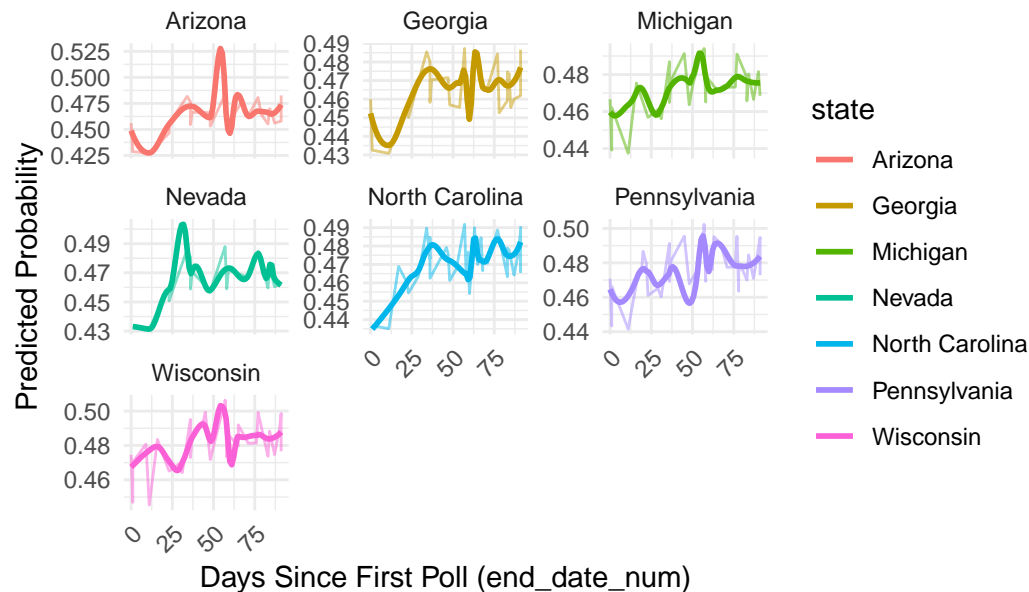 Arizona
Georgia
Michigan
0.525
0.500
0.475
0.450
0.425
0.49
0.48
0.47
0.46
0.45
0.44
0.43
0.48
0.46
0.44
Nevada
North Carolina
Pennsylvania
0.49
0.47
0.45
0.43
0.49
0.48
0.47
0.46
0.45
0.44
0.50
0.48
0.46
0.44
0
25
50
75
0
25
50
75
Wisconsin
0.50
0.48
0.46
0
25
50
75
Predicted Probability
Days Since First Poll (end_date_num)
state
Arizona
Georgia
Michigan
Nevada
North Carolina
Pennsylvania
Wisconsin